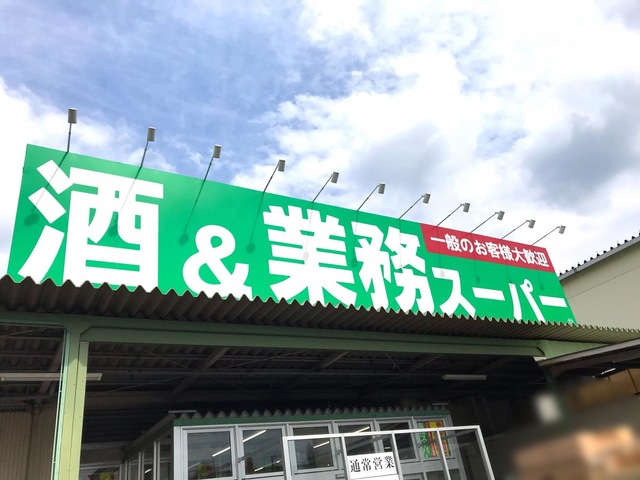 酒&業務スーパー
一般のお客様大歓迎
通常営業